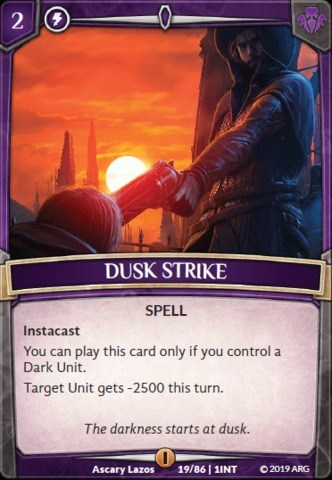 2
DUSK STRIKE
SPELL
Instacast
You can play this card only if you control a
Dark Unit.
Target Unit gets -2500 this turn.
The darkness starts at dusk.
I
Ascary Lazos 19/86 | 1INT © 2019 ARG